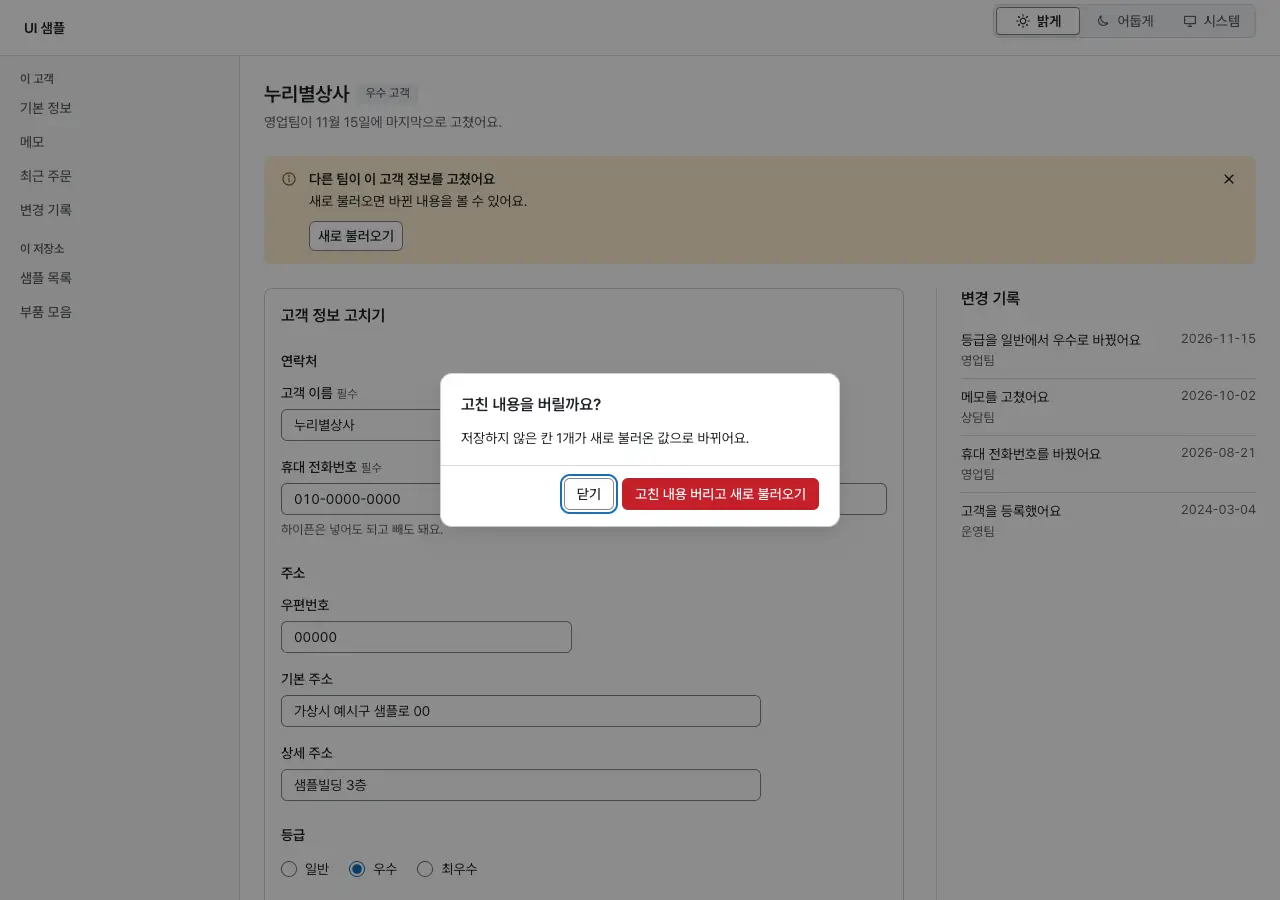 UI 샘플
밝게
어둡게
시스템
이 고객
기본 정보
메모
최근 주문
변경 기록
이 저장소
샘플 목록
부품 모음
누리별상사 우수 고객
영업팀이 11월 15일에 마지막으로 고쳤어요.
다른 팀이 이 고객 정보를 고쳤어요
새로 불러오면 바뀐 내용을 볼 수 있어요.
새로 불러오기
고객 정보 고치기
연락처
고객 이름 필수
누리별상사
휴대 전화번호 필수
010-0000-0000
하이픈은 넣어도 되고 빼도 돼요.
주소
우편번호
00000
기본 주소
가상시 예시구 샘플로 00
상세 주소
샘플빌딩 3층
등급
일반 우수 최우수
고친 내용을 버릴까요?
저장하지 않은 칸 1개가 새로 불러온 값으로 바뀌어요.
닫기
고친 내용 버리고 새로 불러오기
변경 기록
등급을 일반에서 우수로 바꿨어요 2026-11-15
영업팀
메모를 고쳤어요 2026-10-02
상담팀
휴대 전화번호를 바꿨어요 2026-08-21
영업팀
고객을 등록했어요 2024-03-04
운영팀